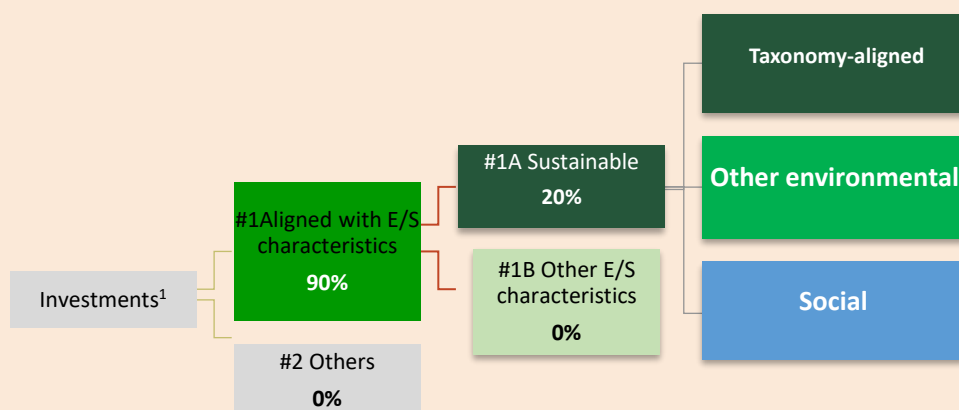 Investments¹
#1Aligned with E/S
characteristics
90%
#2 Others
0%
#1A Sustainable
20%
#1B Other E/S
characteristics
0%
Taxonomy-aligned
Other environmental
Social